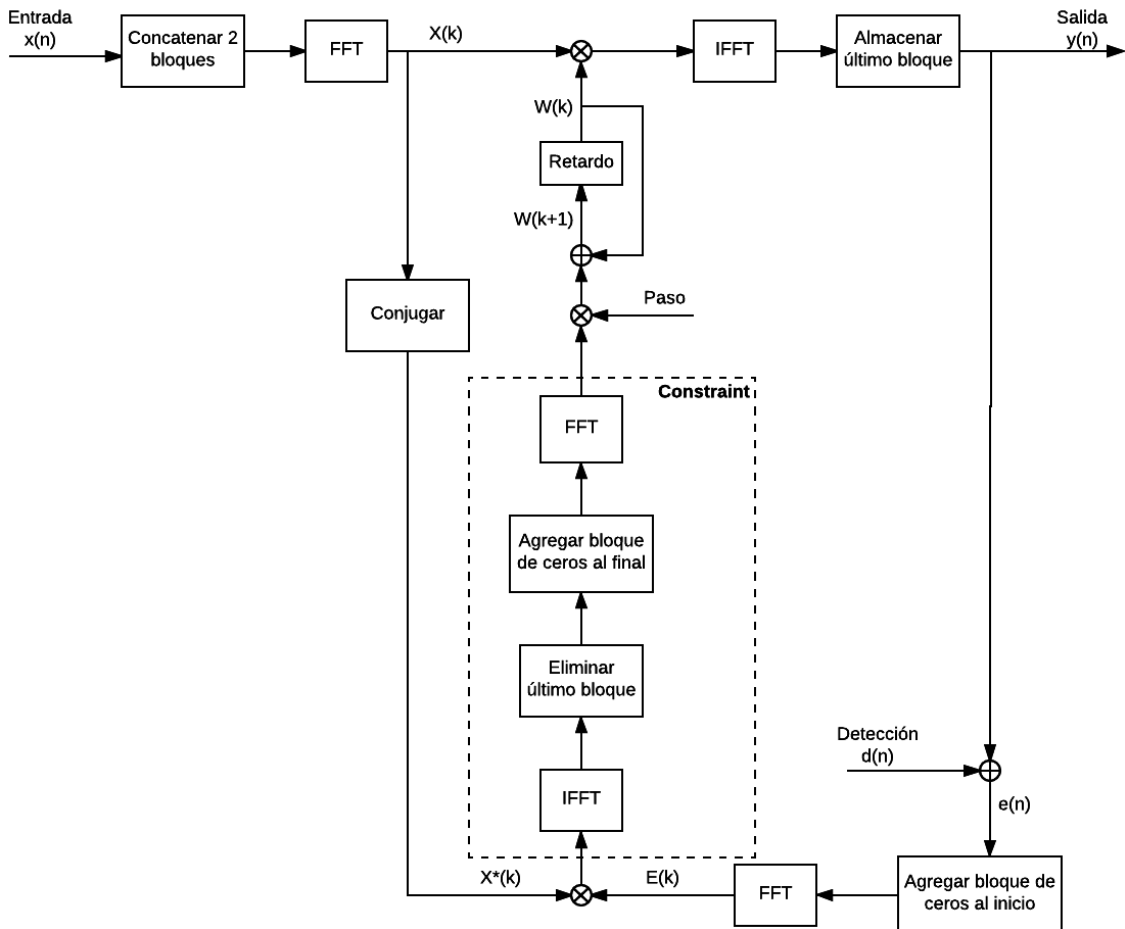 Entrada
x(n)
Concatenar 2
bloques
FFT
X(k)
IFFT
Almacenar
último bloque
Salida
y(n)
W(k)
Retardo
W(k+1)
Conjugar
Paso
Constraint
FFT
Agregar bloque
de ceros al final
Eliminar
último bloque
IFFT
Detección
d(n)
e(n)
X*(k)
E(k)
FFT
Agregar bloque de
ceros al inicio